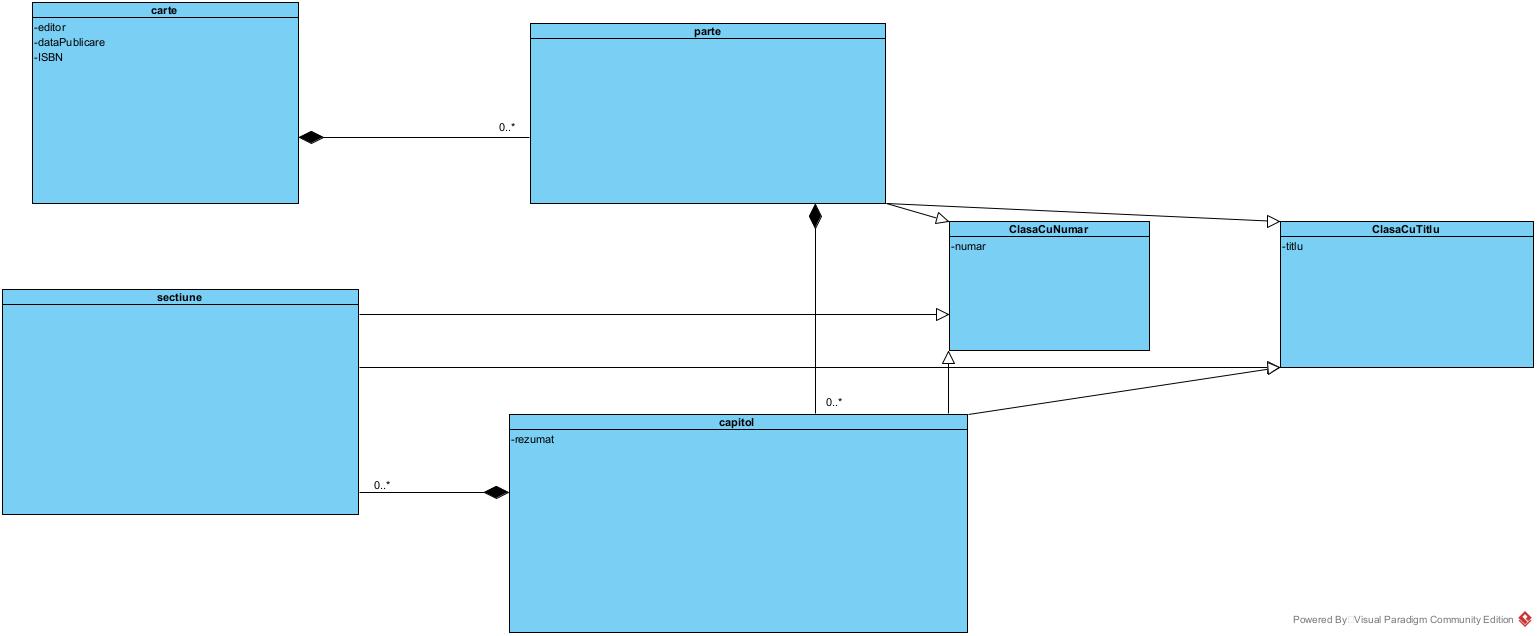 carte
-editor
-dataPublicare
-ISBN
parte
0..*
ClasaCuNumar
-numar
ClasaCuTitlu
-titlu
sectiune
0..*
capitol
-rezumat
0..*
Powered By Visual Paradigm Community Edition